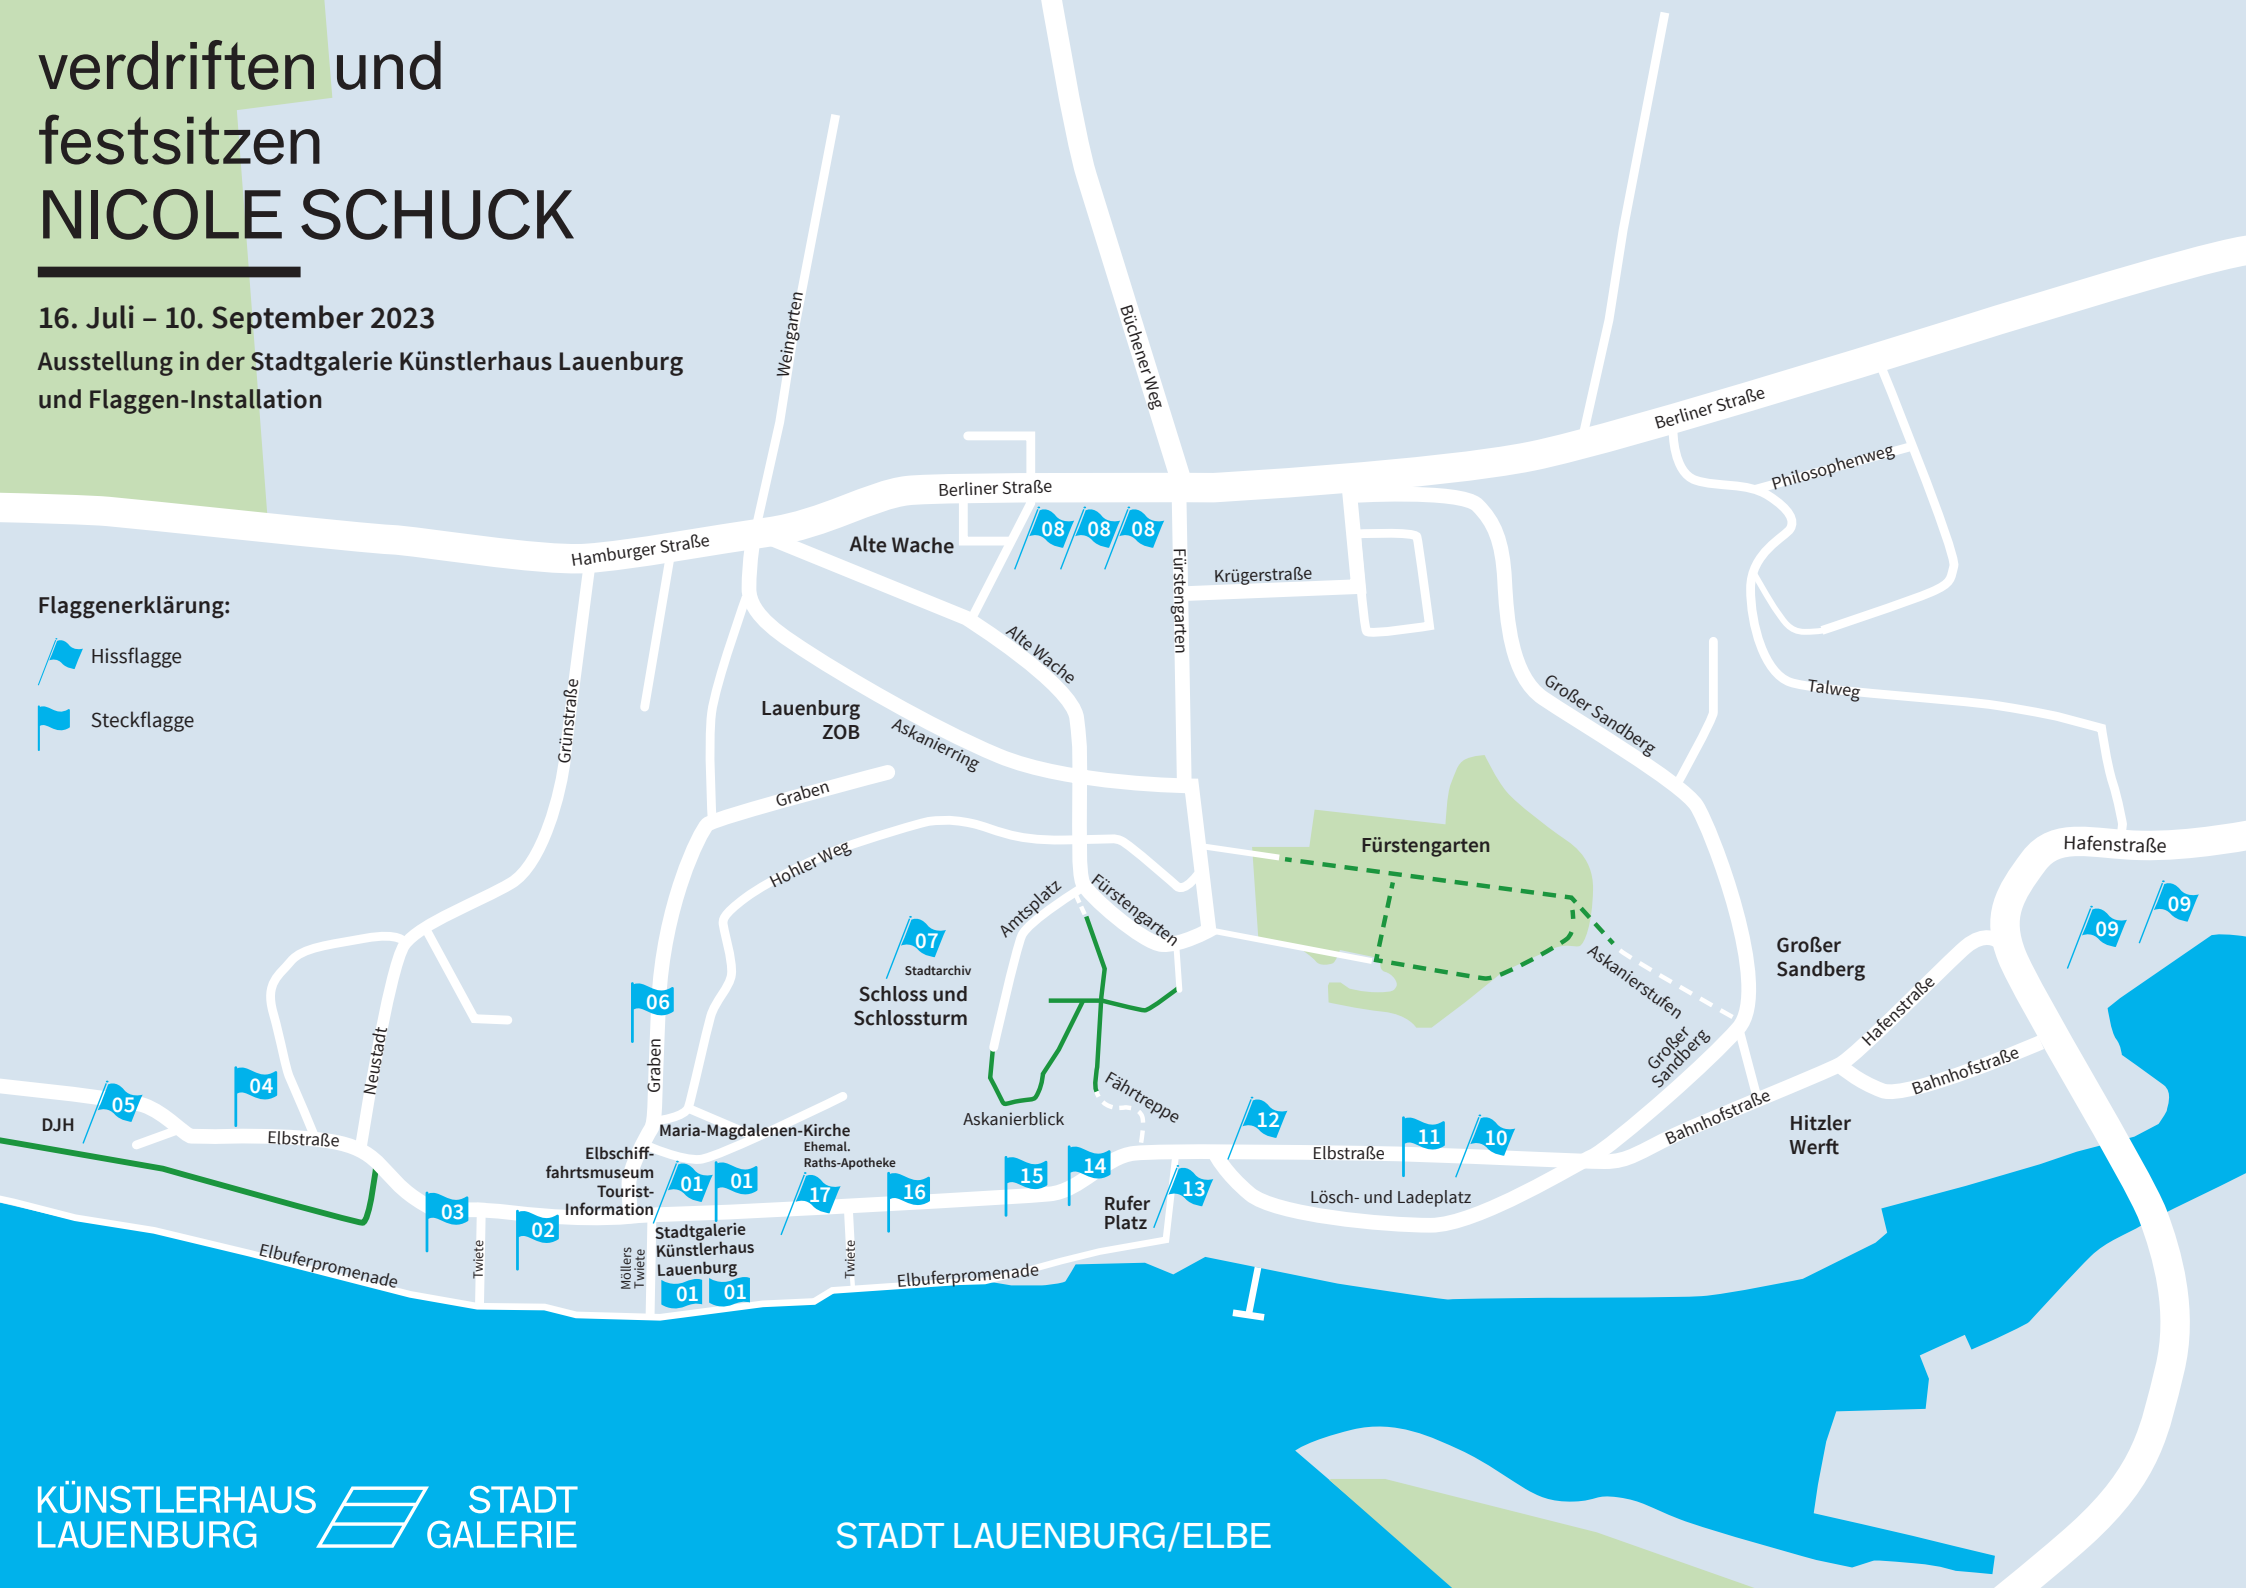 verdriften und
festsitzen
NICOLE SCHUCK
16. Juli – 10. September 2023
Ausstellung in der Stadtgalerie Künstlerhaus Lauenburg
und Flaggen-Installation
Flaggenerklärung:
Hissflagge
Steckflagge
Weingarten
Büchener Weg
Berliner Straße
Philosophenweg
Berliner Straße
Hamburger Straße
Alte Wache
08
08
08
Fürstengarten
Krügerstraße
Alte Wache
Grünstraße
Lauenburg
ZOB
Askanierring
Großer Sandberg
Talweg
Graben
Hohler Weg
Fürstengarten
Hafenstraße
Amtsplatz
Fürstengarten
09
09
07
Stadtarchiv
Schloss und
Schlossturm
Askanierstufen
Großer
Sandberg
Großer
Sandberg
Hafenstraße
Bahnhofstraße
06
Graben
Neustadt
04
05
DJH
Elbstraße
Fährtreppe
Askanierblick
Maria-Magdalenen-Kirche
Ehemal.
Raths-Apotheke
Elbschiff-
fahrtsmuseum
Tourist-
Information
01
01
17
16
15
14
Rufer
Platz
13
12
11
10
Elbstraße
Lösch- und Ladeplatz
Bahnhofstraße
Hitzler
Werft
03
02
Stadtgalerie
Künstlerhaus
Lauenburg
01
01
Twiete
Möllers
Twiete
Twiete
Elbuferpromenade
Elbuferpromenade
KÜNSTLERHAUS
LAUENBURG
STADT
GALERIE
STADT LAUENBURG/ELBE